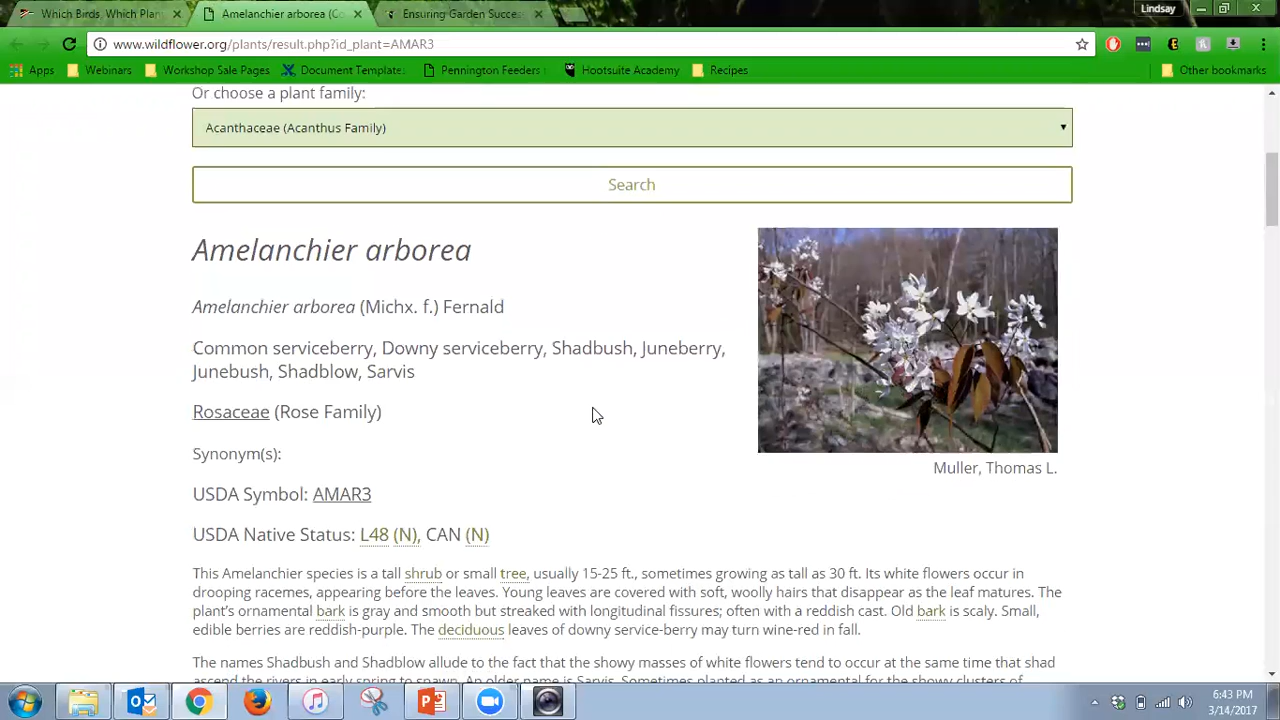 Which Birds, Which Plan
Amelanchier arborea (Co
Ensuring Garden Succes
Lindsay
www.wildflower.org/plants/result.php?id_plant=AMAR3
Apps
Webinars
Workshop Sale Pages
Document Template
Pennington Feeders
Hootsuite Academy
Recipes
Other bookmarks
Or choose a plant family:
Acanthaceae (Acanthus Family)
Search
Amelanchier arborea
Amelanchier arborea (Michx. f.) Fernald
Common serviceberry, Downy serviceberry, Shadbush, Juneberry,
Junebush, Shadblow, Sarvis
Rosaceae (Rose Family)
Muller, Thomas L.
Synonym(s):
USDA Symbol: AMAR3
USDA Native Status: L48 (N), CAN (N)
This Amelanchier species is a tall shrub or small tree, usually 15-25 ft., sometimes growing as tall as 30 ft. Its white flowers occur in
drooping racemes, appearing before the leaves. Young leaves are covered with soft, woolly hairs that disappear as the leaf matures. The
plant's ornamental bark is gray and smooth but streaked with longitudinal fissures; often with a reddish cast. Old bark is scaly. Small,
edible berries are reddish-purple. The deciduous leaves of downy service-berry may turn wine-red in fall.
The names Shadbush and Shadblow allude to the fact that the showy masses of white flowers tend to occur at the same time that shad
ascend the rivers in early spring to spawn. An older name is Sarvis. Sometimes planted as an ornamental for the showy clusters of
6:43 PM
3/14/2017